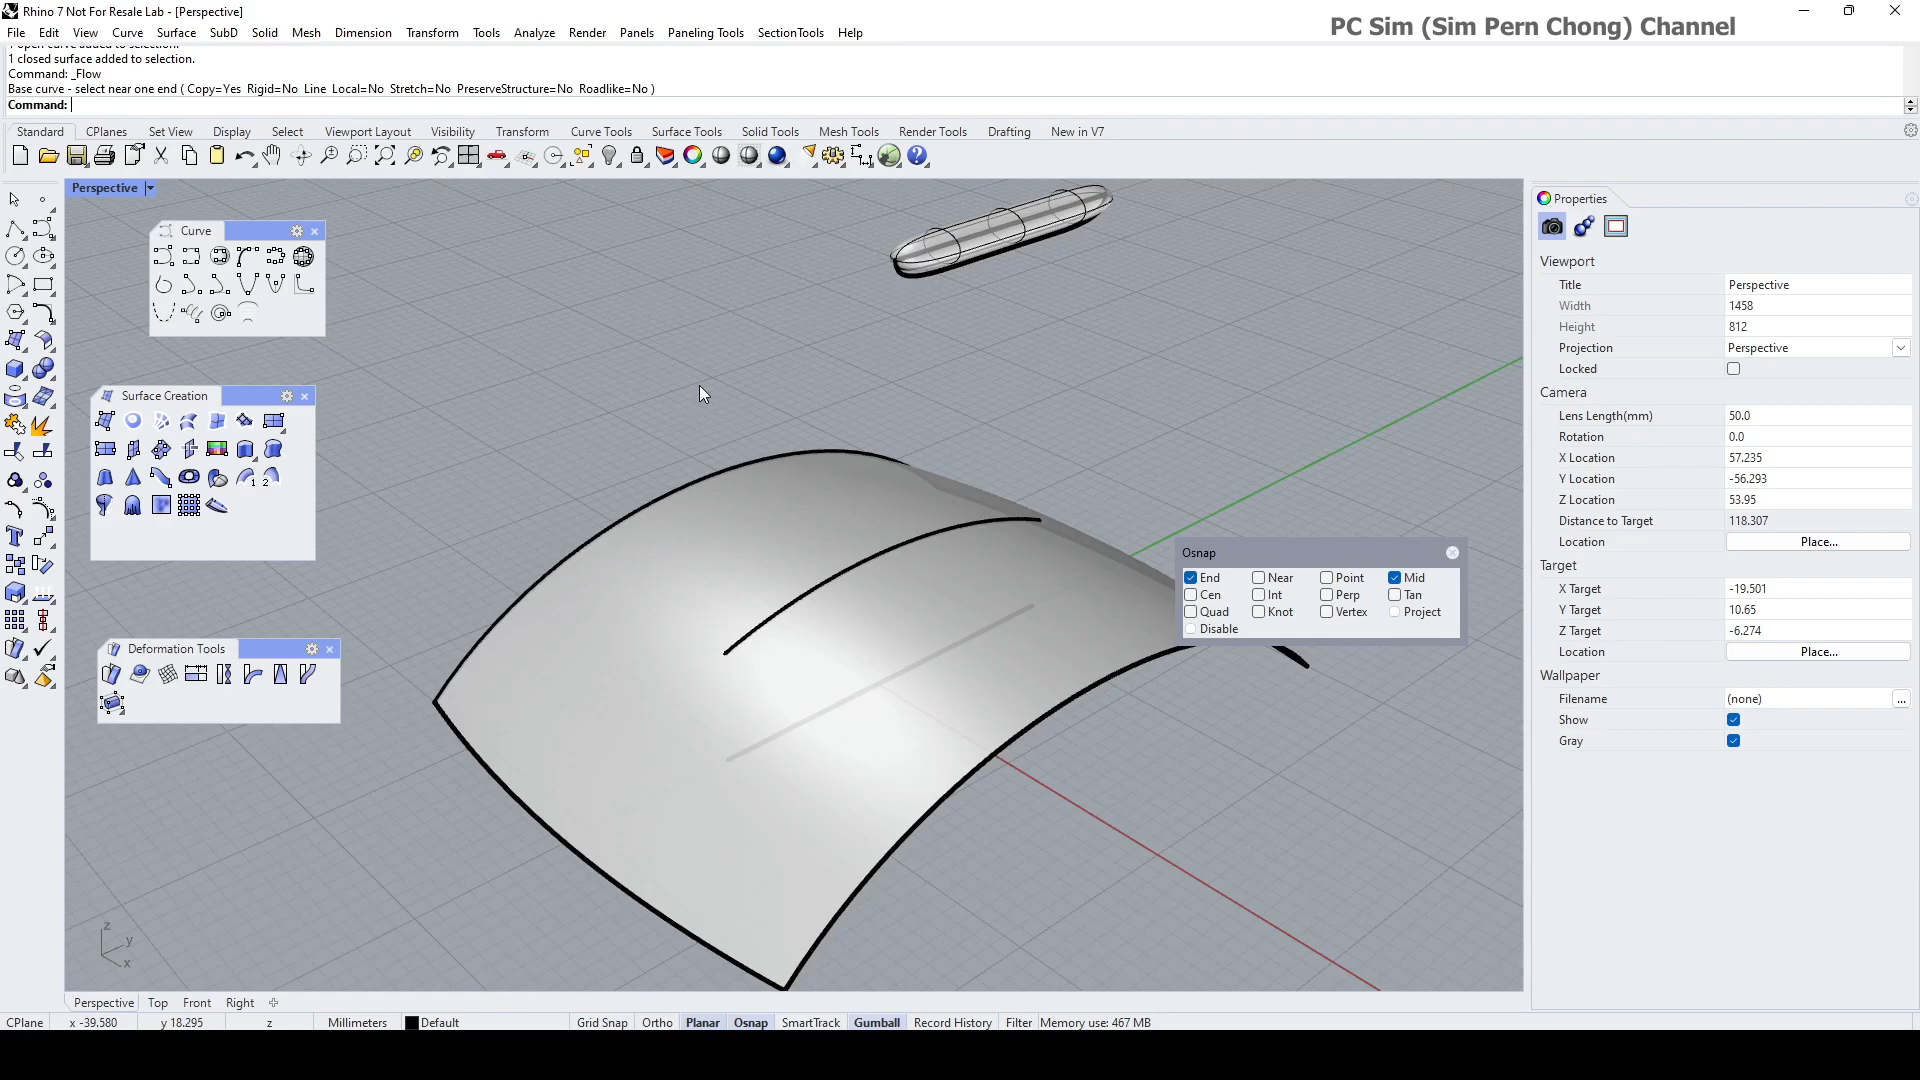 Rhino 7 Not For Resale Lab - [Perspective]
PC Sim (Sim Pern Chong) Channel
File Edit View Curve Surface SubD Solid Mesh Dimension Transform Tools Analyze Render Panels Paneling Tools SectionTools Help
1 open curve added to selection.
1 closed surface added to selection.
Command: _Flow
Base curve - select near one end ( Copy=Yes Rigid=No Line Local=No Stretch=No PreserveStructure=No Roadlike=No )
Command:
Standard CPlanes Set View Display Select Viewport Layout Visibility Transform Curve Tools Surface Tools Solid Tools Mesh Tools Render Tools Drafting New in V7
Perspective
Curve
Surface Creation
1 2
Deformation Tools
Osnap
End Near Point Mid
Cen Int Perp Tan
Quad Knot Vertex Project
Disable
z
y
x
Properties
Viewport
Title Perspective
Width 1458
Height 812
Projection Perspective
Locked
Camera
Lens Length(mm) 50.0
Rotation 0.0
X Location 57.235
Y Location -56.293
Z Location 53.95
Distance to Target 118.307
Location Place...
Target
X Target -19.501
Y Target 10.65
Z Target -6.274
Location Place...
Wallpaper
Filename (none) ...
Show
Gray
Perspective Top Front Right
CPlane x -39.580 y 18.295 z Millimeters Default Grid Snap Ortho Planar Osnap SmartTrack Gumball Record History Filter Memory use: 467 MB